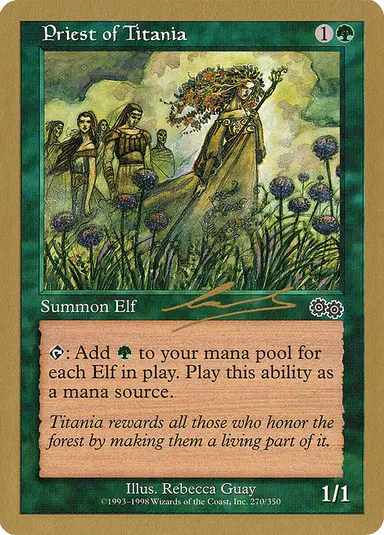 Priest of Titania 1
Summon Elf
: Add to your mana pool for
each Elf in play. Play this ability as
a mana source.
Titania rewards all those who honor the
forest by making them a living part of it.
Illus. Rebecca Guay
©1993–1998 Wizards of the Coast, Inc. 270/350
1/1